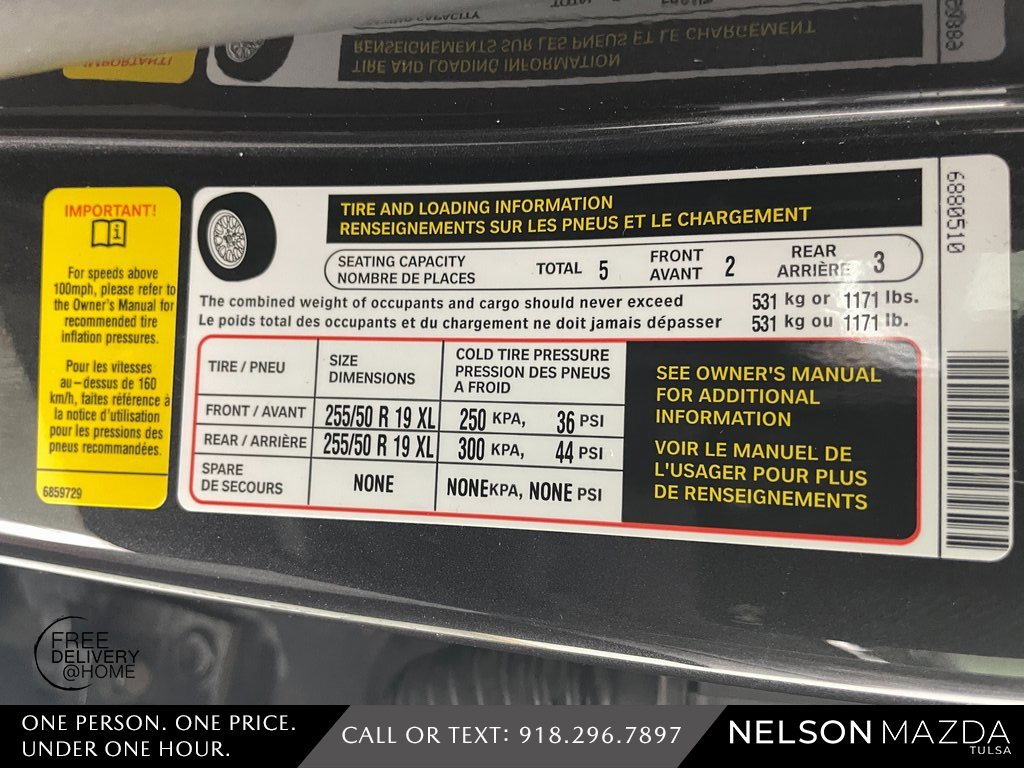 SEATING CAPACITY
RENSEIGNEMENTS SUR LES PNEUS ET LE CHARGEMENT
TIRE AND LOADING INFORMATION
IMPORTANT!
IMPORTANT!
For speeds above
100mph, please refer to
the Owner's Manual for
recommended tire
inflation pressures.
Pour les vitesses
au-dessus de 160
km/h, faites référence à
la notice d'utilisation
pour les pressions des
pneus recommandées.
6859729
TIRE AND LOADING INFORMATION
RENSEIGNEMENTS SUR LES PNEUS ET LE CHARGEMENT
SEATING CAPACITY
NOMBRE DE PLACES
TOTAL 5
FRONT
AVANT 2
REAR
ARRIÈRE 3
The combined weight of occupants and cargo should never exceed 531 kg or 1171 lbs.
Le poids total des occupants et du chargement ne doit jamais dépasser 531 kg ou 1171 lb.
TIRE / PNEU
SIZE
DIMENSIONS
COLD TIRE PRESSURE
PRESSION DES PNEUS
A FROID
FRONT / AVANT 255/50 R 19 XL 250 KPA, 36 PSI
REAR / ARRIÈRE 255/50 R 19 XL 300 KPA, 44 PSI
SPARE
DE SECOURS
NONE NONE KPA, NONE PSI
SEE OWNER'S MANUAL
FOR ADDITIONAL
INFORMATION
VOIR LE MANUEL DE
L'USAGER POUR PLUS
DE RENSEIGNEMENTS
6880510
FREE
DELIVERY
@HOME
ONE PERSON. ONE PRICE.
UNDER ONE HOUR.
CALL OR TEXT: 918.296.7897
NELSON MAZDA
TULSA